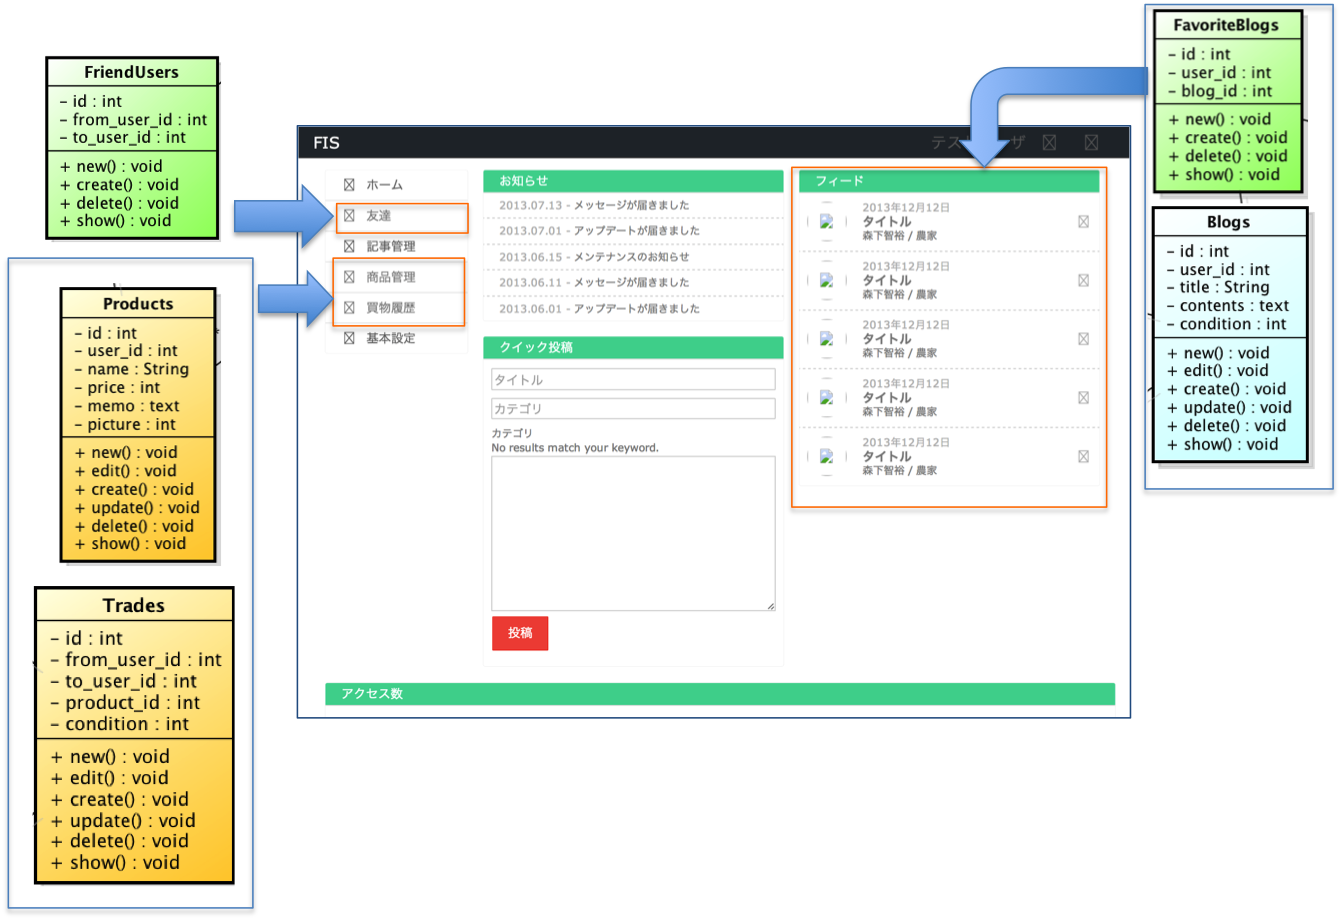 FriendUsers
– id : int
– from_user_id : int
– to_user_id : int
+ new() : void
+ create() : void
+ delete() : void
+ show() : void
Products
– id : int
– user_id : int
– name : String
– price : int
– memo : text
– picture : int
+ new() : void
+ edit() : void
+ create() : void
+ update() : void
+ delete() : void
+ show() : void
Trades
– id : int
– from_user_id : int
– to_user_id : int
– product_id : int
– condition : int
+ new() : void
+ edit() : void
+ create() : void
+ update() : void
+ delete() : void
+ show() : void
FIS
ホーム
友達
記事管理
商品管理
買物履歴
基本設定
お知らせ
2013.07.13 - メッセージが届きました
2013.07.01 - アップデートが届きました
2013.06.15 - メンテナンスのお知らせ
2013.06.11 - メッセージが届きました
2013.06.01 - アップデートが届きました
クイック投稿
タイトル
カテゴリ
カテゴリ
No results match your keyword.
投稿
フィード
2013年12月12日
タイトル
森下智裕 / 農家
2013年12月12日
タイトル
森下智裕 / 農家
2013年12月12日
タイトル
森下智裕 / 農家
2013年12月12日
タイトル
森下智裕 / 農家
2013年12月12日
タイトル
森下智裕 / 農家
アクセス数
FavoriteBlogs
– id : int
– user_id : int
– blog_id : int
+ new() : void
+ create() : void
+ delete() : void
+ show() : void
Blogs
– id : int
– user_id : int
– title : String
– contents : text
– condition : int
+ new() : void
+ edit() : void
+ create() : void
+ update() : void
+ delete() : void
+ show() : void